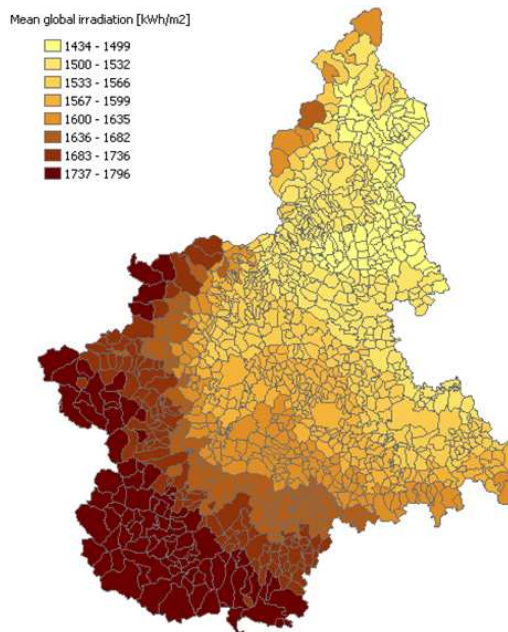 Mean global irradiation [kWh/m2]
1434 - 1499
1500 - 1532
1533 - 1566
1567 - 1599
1600 - 1635
1636 - 1682
1683 - 1736
1737 - 1796